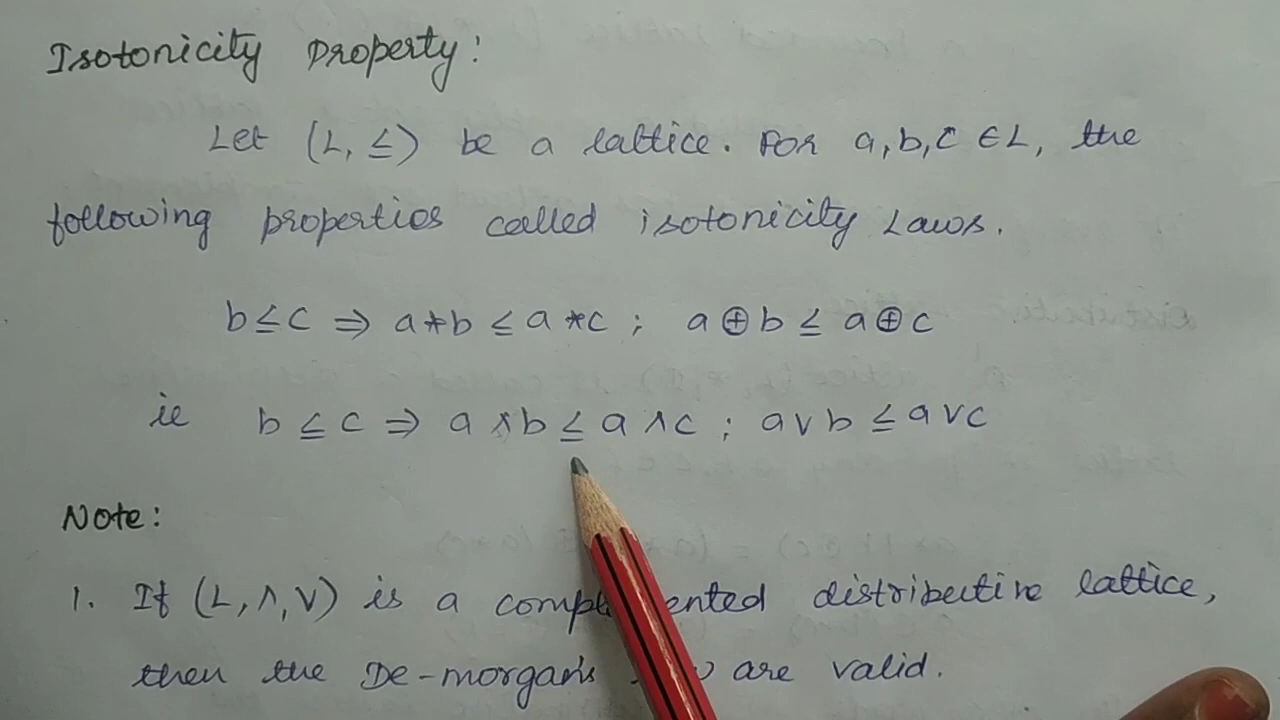 Isotonicity Property:
Let (L, ≤) be a lattice. For a,b,c ∈ L, the
following properties called isotonicity Laws.
b≤c ⇒ a*b ≤ a*c ; a⊕b ≤ a⊕c
ie b≤c ⇒ a∧b ≤ a∧c ; a∨b ≤ a∨c
Note:
1. If (L,∧,∨) is a distributive lattice,
then the De-morgan's are valid.